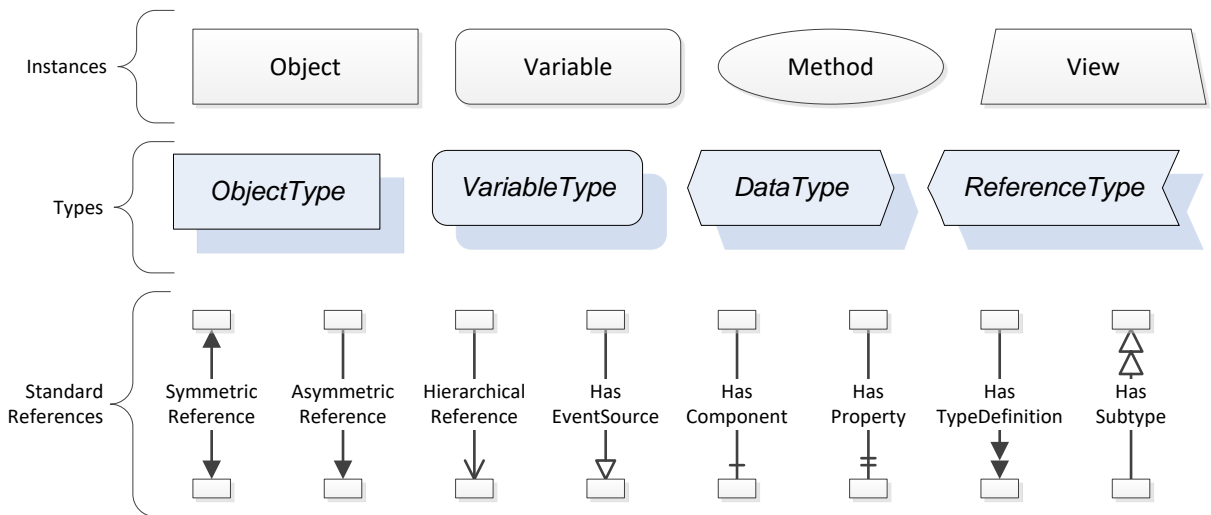 Instances
Object
Variable
Method
View
Types
ObjectType
VariableType
DataType
ReferenceType
Standard
References
Symmetric
Reference
Asymmetric
Reference
Hierarchical
Reference
Has
EventSource
Has
Component
Has
Property
Has
TypeDefinition
Has
Subtype